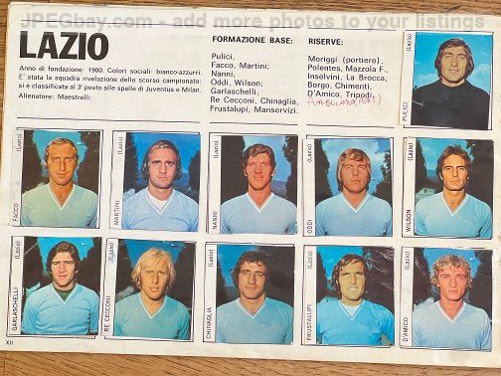 JPEGbay.com - add more photos to your listings
LAZIO
Anno di fondazione: 1900. Colori sociali: bianco-azzurri.
E' stata la squadra rivelazione dello scorso campionato:
si è classificata al 3° posto alle spalle di Juventus e Milan.
Allenatore: Maestrelli
FORMAZIONE BASE:
Pulici,
Facco, Martini;
Nanni,
Oddi, Wilson;
Garlaschelli,
Re Cecconi, Chinaglia,
Frustalupi, Manservizi.
RISERVE:
Moriggi (portiere),
Polentes, Mazzola F.,
Inselvini, La Brocca,
Borgo, Chimenti,
D'Amico, Tripodi,
(Lazio)
PULICI
(Lazio)
FACCO
(Lazio)
MARTINI
(Lazio)
NANNI
(Lazio)
ODDI
(Lazio)
WILSON
(Lazio)
GARLASCHELLI
(Lazio)
RE CECCONI
(Lazio)
CHINAGLIA
(Lazio)
FRUSTALUPI
(Lazio)
D'AMICO
XII